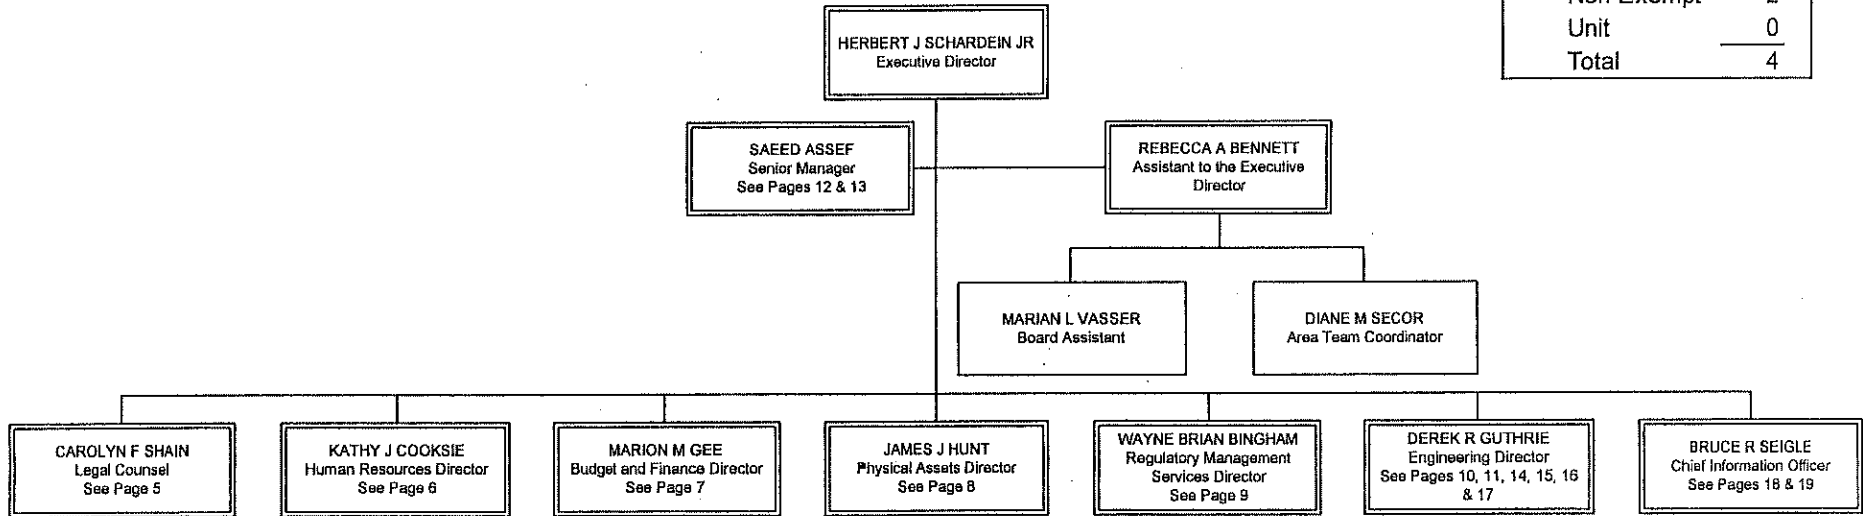 Unit 0
Total 4
HERBERT J SCHARDEIN JR
Executive Director
SAEED ASSEF
Senior Manager
See Pages 12 & 13
REBECCA A BENNETT
Assistant to the Executive
Director
MARIAN L VASSER
Board Assistant
DIANE M SECOR
Area Team Coordinator
CAROLYN F SHAIN
Legal Counsel
See Page 5
KATHY J COOKSIE
Human Resources Director
See Page 6
MARION M GEE
Budget and Finance Director
See Page 7
JAMES J HUNT
Physical Assets Director
See Page 8
WAYNE BRIAN BINGHAM
Regulatory Management
Services Director
See Page 9
DEREK R GUTHRIE
Engineering Director
See Pages 10, 11, 14, 15, 16
& 17
BRUCE R SEIGLE
Chief Information Officer
See Pages 18 & 19